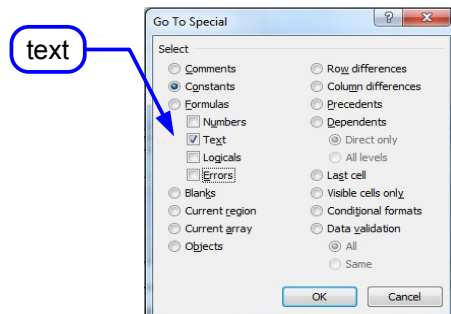 text
Go To Special
Select
Comments
Constants
Formulas
Numbers
Text
Logicals
Errors
Blanks
Current region
Current array
Objects
Row differences
Column differences
Precedents
Dependents
Direct only
All levels
Last cell
Visible cells only
Conditional formats
Data validation
All
Same
OK
Cancel